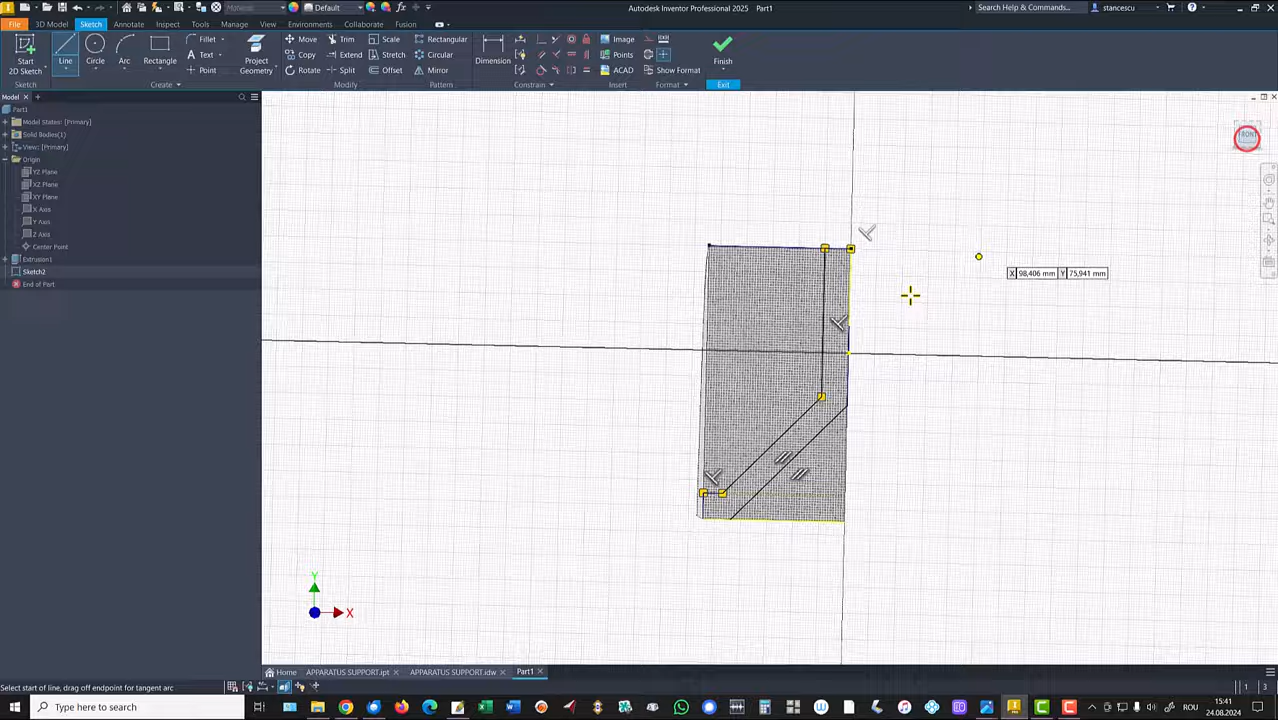 Material
Default
Autodesk Inventor Professional 2025 Part1
Search Help & Commands...
stancescu
File 3D Model Sketch Annotate Inspect Tools Manage View Environments Collaborate Fusion
Start 2D Sketch
Line
Circle
Arc
Rectangle
Fillet
Text
Point
Project Geometry
Move Trim Scale
Copy Extend Stretch
Rotate Split Offset
Rectangular
Circular
Mirror
Dimension
Image
Points
ACAD
Show Format
Finish
Sketch Create Modify Pattern Constrain Insert Format Exit
Model
Part1
Model States: [Primary]
Solid Bodies(1)
View: [Primary]
Origin
YZ Plane
XZ Plane
XY Plane
X Axis
Y Axis
Z Axis
Center Point
Extrusion1
Sketch2
End of Part
FRONT
X 98,406 mm Y 75,941 mm
Y
X
Home APPARATUS SUPPORT.ipt APPARATUS SUPPORT.idw Part1
Select start of line, drag off endpoint for tangent arc
1 3
Type here to search
15:41
24.08.2024